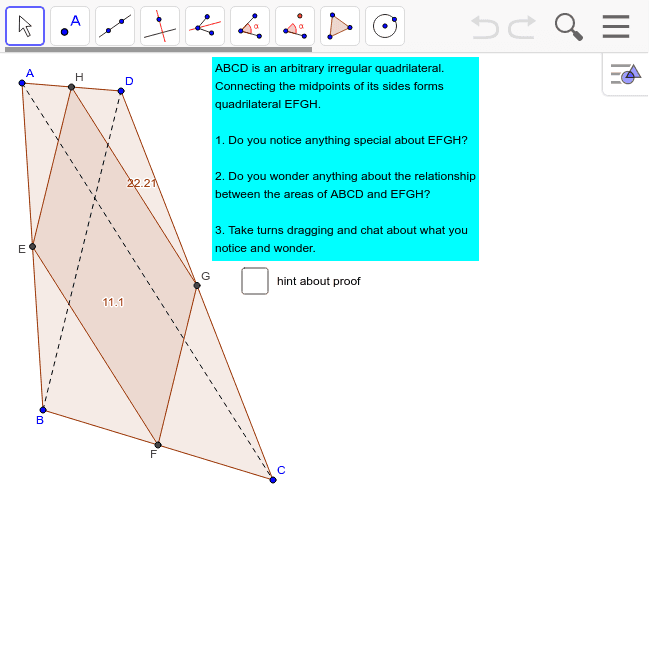 A
α
α
A
H
D
ABCD is an arbitrary irregular quadrilateral.
Connecting the midpoints of its sides forms
quadrilateral EFGH.
1. Do you notice anything special about EFGH?
2. Do you wonder anything about the relationship
between the areas of ABCD and EFGH?
3. Take turns dragging and chat about what you
notice and wonder.
22.21
E
G
hint about proof
11.1
B
F
C